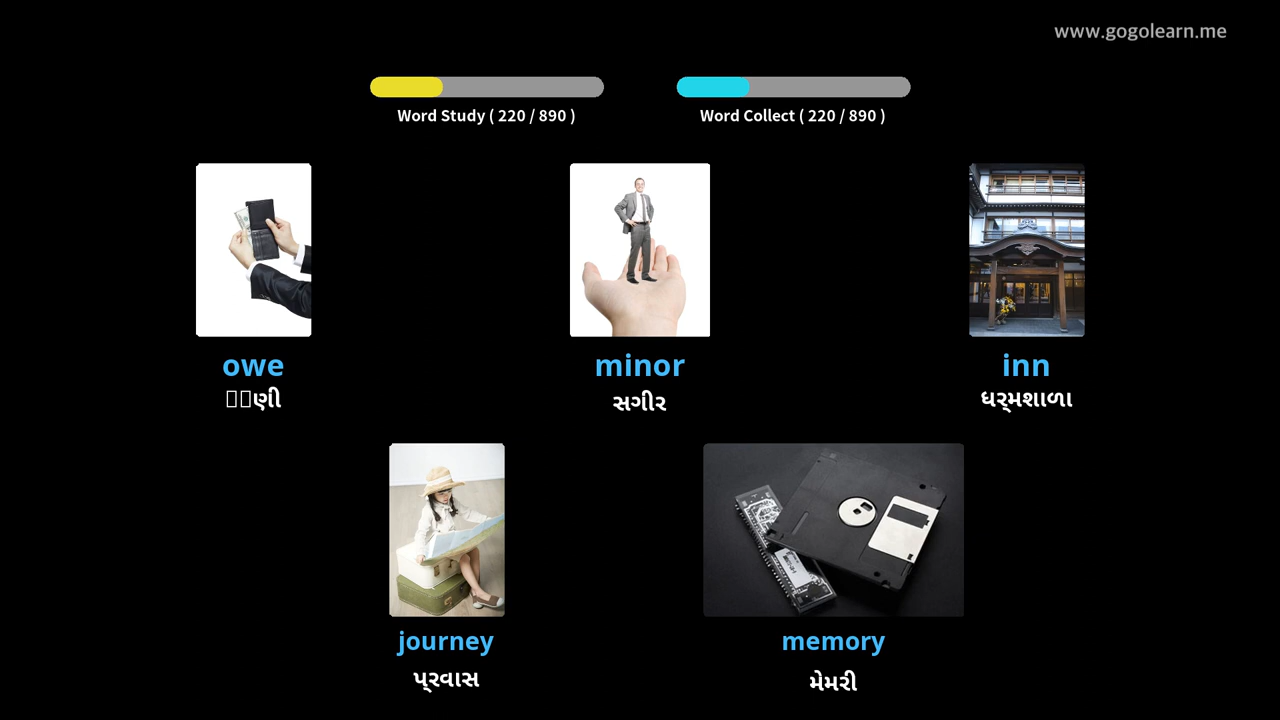 www.gogolearn.me
Word Study ( 220 / 890 )
Word Collect ( 220 / 890 )
owe
minor
inn
સગીર
ધર્મશાળા
journey
memory
પ્રવાસ
મેમરી